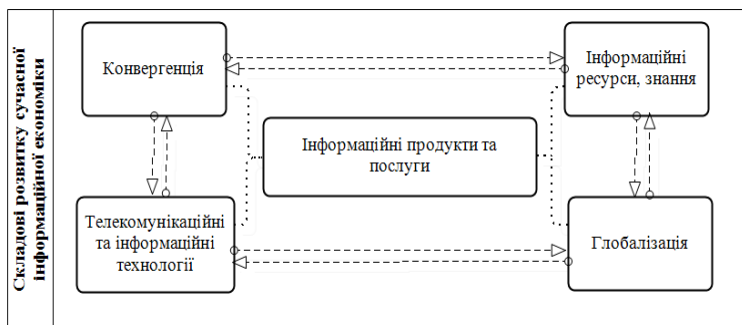 Складові розвитку сучасної
інформаційної економіки
Конвергенція
Інформаційні
ресурси, знання
Інформаційні продукти та
послуги
Телекомунікаційні
та інформаційні
технології
Глобалізація